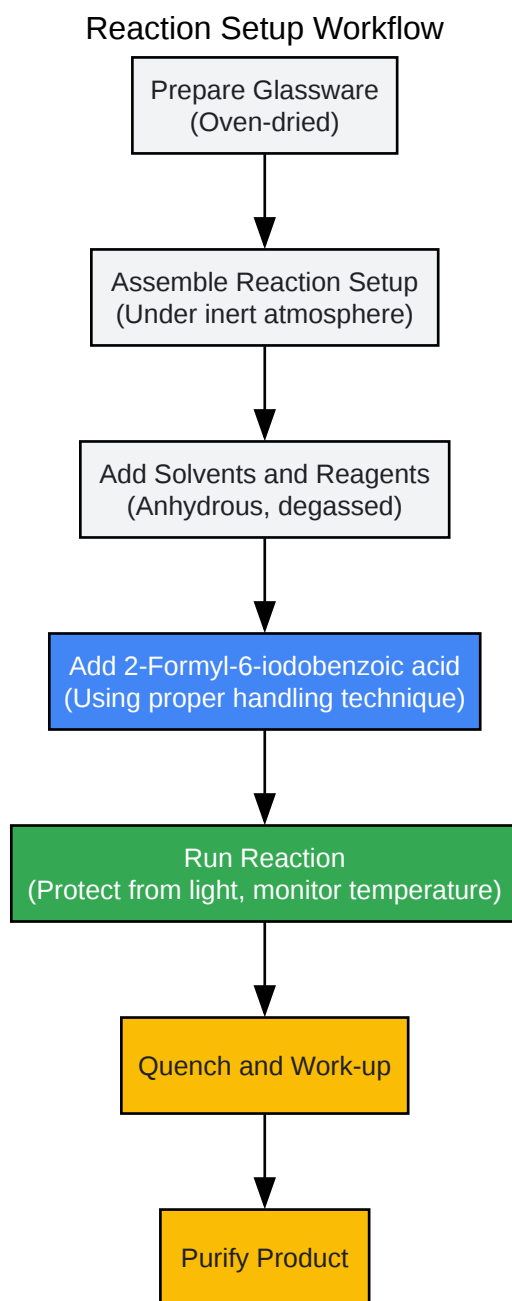 Reaction Setup Workflow
Prepare Glassware
(Oven-dried)
Assemble Reaction Setup
(Under inert atmosphere)
Add Solvents and Reagents
(Anhydrous, degassed)
Add 2-Formyl-6-iodobenzoic acid
(Using proper handling technique)
Run Reaction
(Protect from light, monitor temperature)
Quench and Work-up
Purify Product